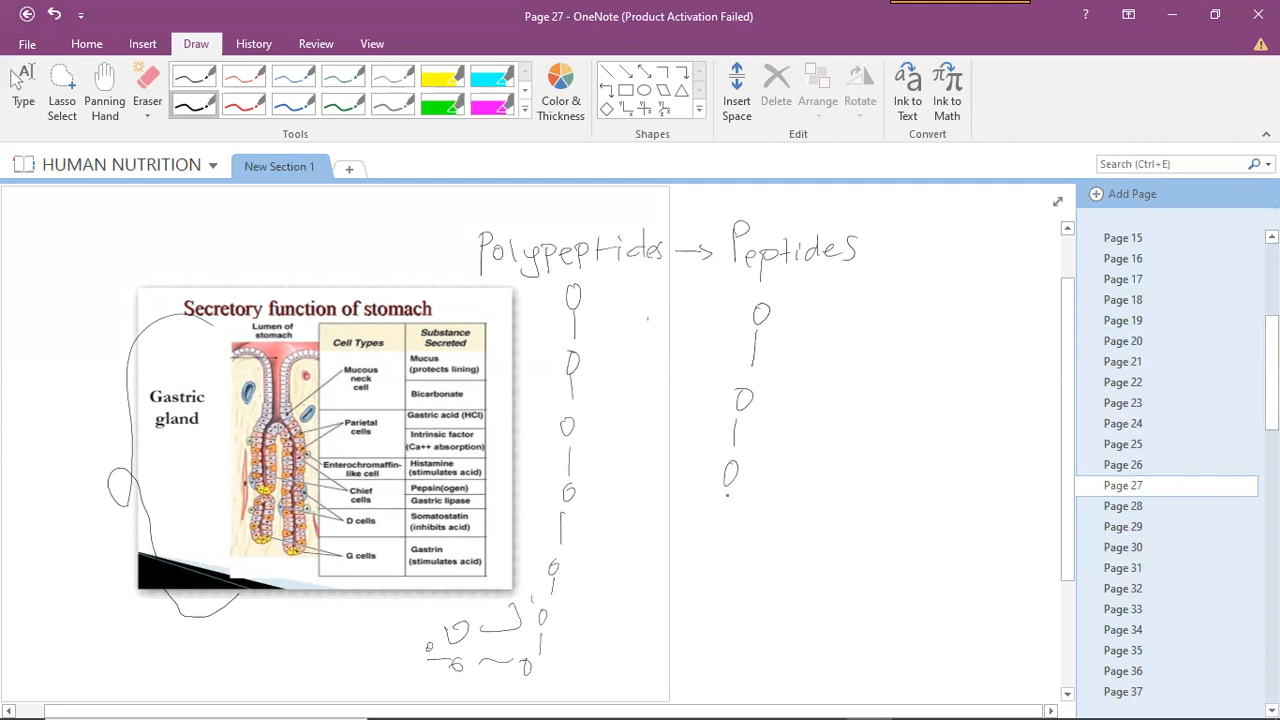 Page 27 - OneNote (Product Activation Failed)
File Home Insert Draw History Review View
Type
Lasso Select
Panning Hand
Eraser
Color & Thickness
Insert Space
Delete
Arrange
Rotate
Ink to Text
Ink to Math
Tools
Shapes
Edit
Convert
HUMAN NUTRITION
New Section 1
Search (Ctrl+E)
Add Page
Page 15
Page 16
Page 17
Page 18
Page 19
Page 20
Page 21
Page 22
Page 23
Page 24
Page 25
Page 26
Page 27
Page 28
Page 29
Page 30
Page 31
Page 32
Page 33
Page 34
Page 35
Page 36
Page 37
Polypeptides → Peptides
Secretory function of stomach
Lumen of
stomach
Cell Types
Substance
Secreted
Gastric
gland
Mucous
neck
cell
Mucus
(protects lining)
Bicarbonate
Parietal
cells
Gastric acid (HCl)
Intrinsic factor
(Ca++ absorption)
Enterochromaffin-
like cell
Histamine
(stimulates acid)
Chief
cells
Pepsin(ogen)
Gastric lipase
D cells
Somatostatin
(inhibits acid)
G cells
Gastrin
(stimulates acid)